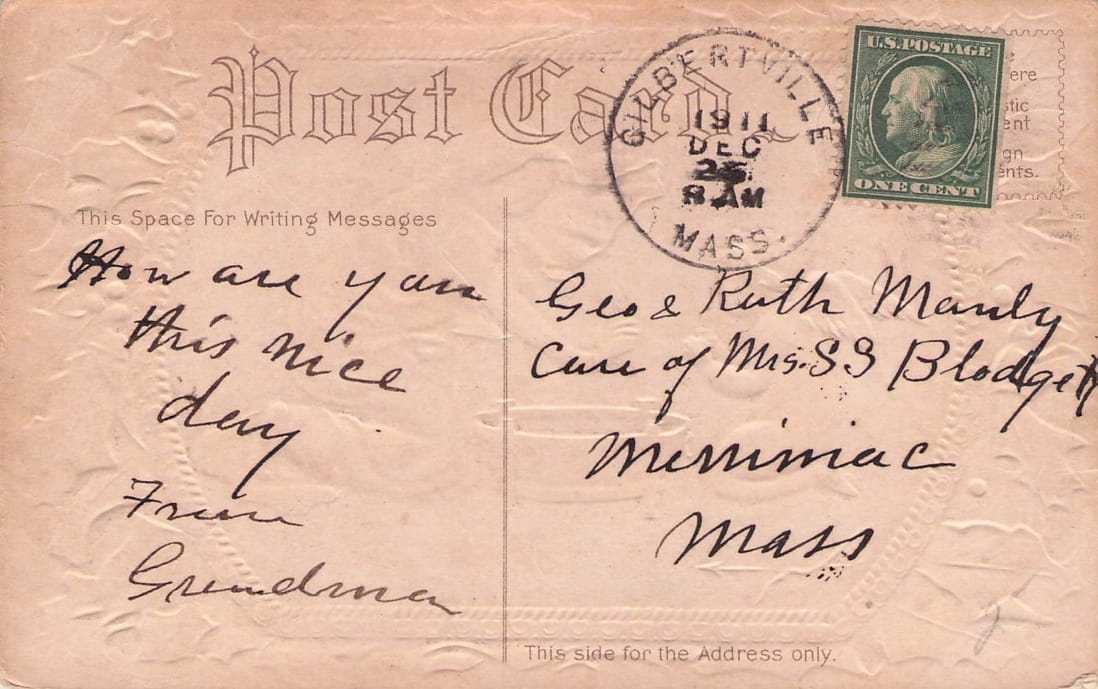 Post Card
GILBERTVILLE
1911
DEC
8 AM
MASS.
U.S. POSTAGE
ONE CENT
This Space For Writing Messages
How are you
this nice
day
From
Grandma
Geo & Ruth Manly
Care of Mrs. S S Blodgett
Merrimac
Mass
This side for the Address only.